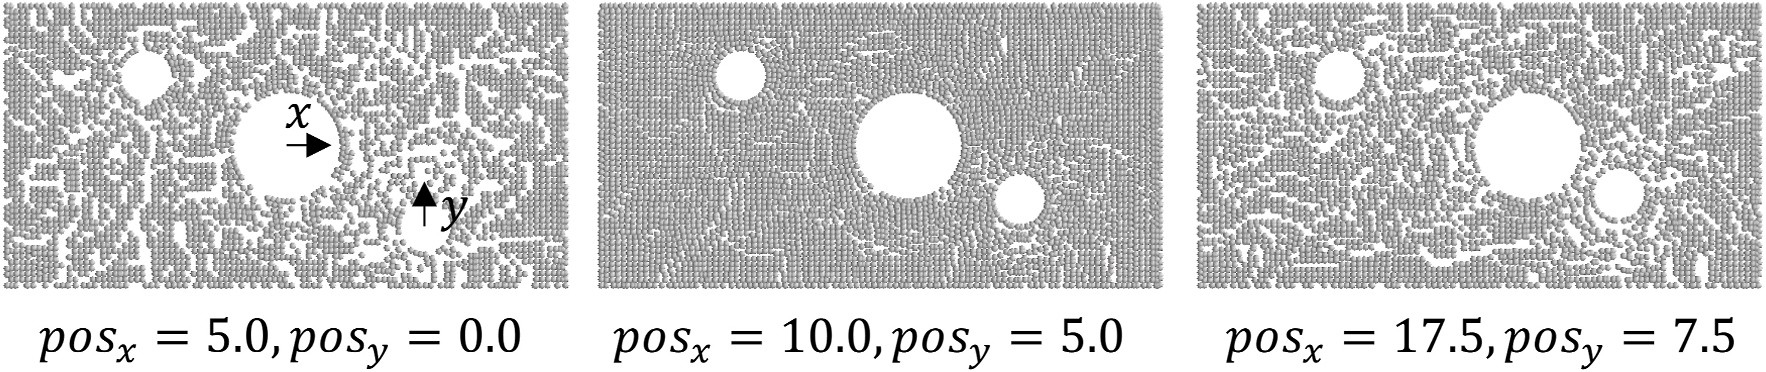 x
y
pos_x = 5.0, pos_y = 0.0
pos_x = 10.0, pos_y = 5.0
pos_x = 17.5, pos_y = 7.5